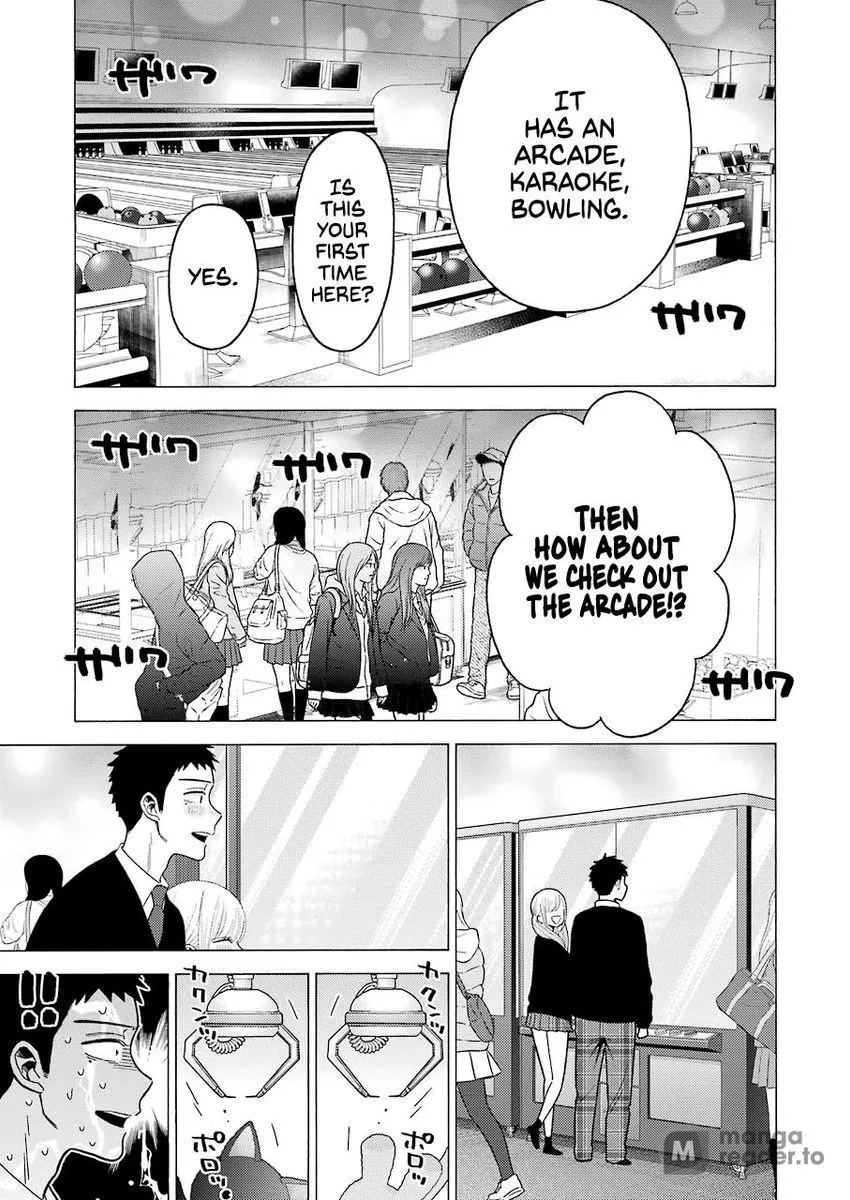 IT
HAS AN
ARCADE,
KARAOKE,
BOWLING.
IS
THIS
YOUR
FIRST
TIME
HERE?
YES.
ザワ
ザワ
THEN
HOW ABOUT
WE CHECK OUT
THE ARCADE!?
ザワ
ザワ
ザワ
ザワ
カクンッ
ポロッ
カクンッ
ポロッ
!!
M
manga
reader.to